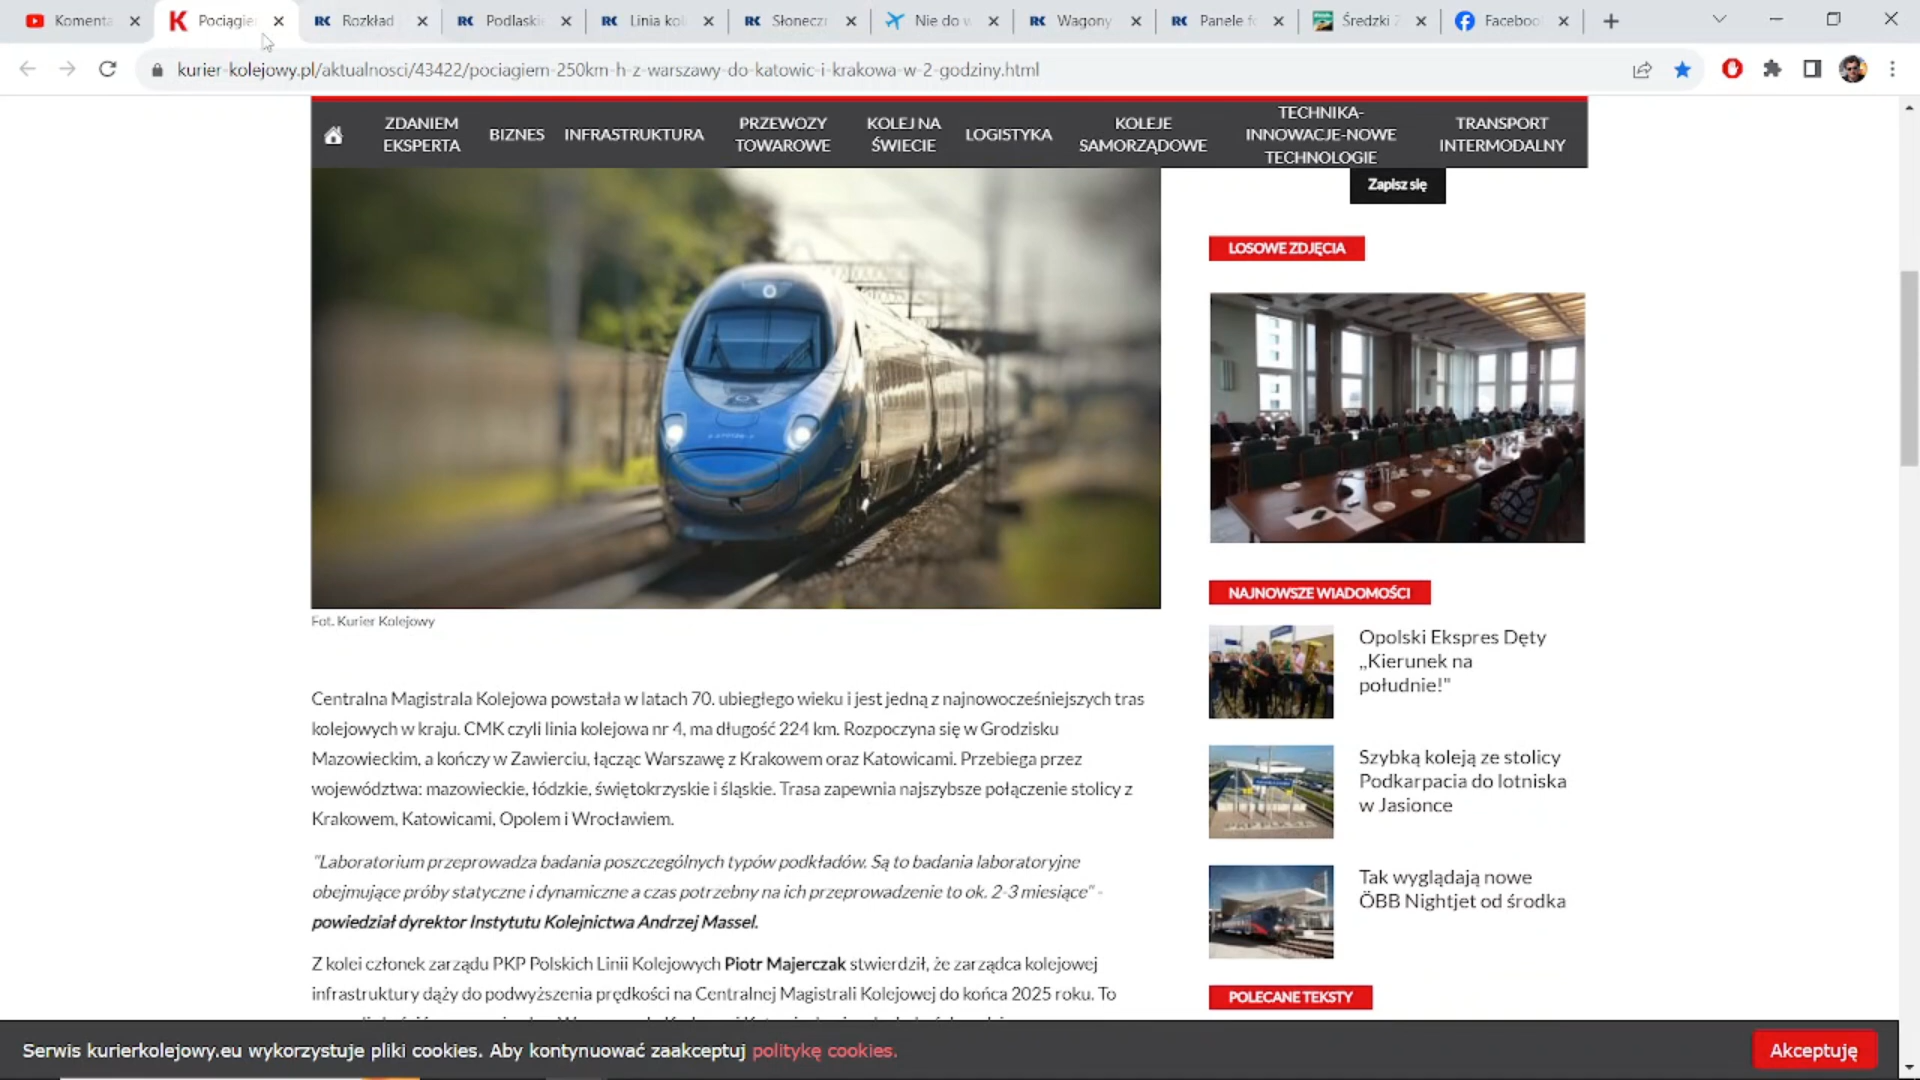 Komenta
Pociągier
Rozkład
Podlaskie
Linia kol
Słoneczn
Nie do w
Wagony
Panele f
Średzki
Facebook
kurier-kolejowy.pl/aktualnosci/43422/pociagiem-250km-h-z-warszawy-do-katowic-i-krakowa-w-2-godziny.html
ZDANIEM EKSPERTA
BIZNES
INFRASTRUKTURA
PRZEWOZY TOWAROWE
KOLEJ NA ŚWIECIE
LOGISTYKA
KOLEJE SAMORZĄDOWE
TECHNIKA-INNOWACJE-NOWE TECHNOLOGIE
TRANSPORT INTERMODALNY
Zapisz się
Fot. Kurier Kolejowy
Centralna Magistrala Kolejowa powstała w latach 70. ubiegłego wieku i jest jedną z najnowocześniejszych tras
kolejowych w kraju. CMK czyli linia kolejowa nr 4, ma długość 224 km. Rozpoczyna się w Grodzisku
Mazowieckim, a kończy w Zawierciu, łącząc Warszawę z Krakowem oraz Katowicami. Przebiega przez
województwa: mazowieckie, łódzkie, świętokrzyskie i śląskie. Trasa zapewnia najszybsze połączenie stolicy z
Krakowem, Katowicami, Opolem i Wrocławiem.
"Laboratorium przeprowadza badania poszczególnych typów podkładów. Są to badania laboratoryjne
obejmujące próby statyczne i dynamiczne a czas potrzebny na ich przeprowadzenie to ok. 2-3 miesiące" -
powiedział dyrektor Instytutu Kolejnictwa Andrzej Massel.
Z kolei członek zarządu PKP Polskich Linii Kolejowych Piotr Majerczak stwierdził, że zarządca kolejowej
infrastruktury dąży do podwyższenia prędkości na Centralnej Magistrali Kolejowej do końca 2025 roku. To
LOSOWE ZDJĘCIA
NAJNOWSZE WIADOMOŚCI
Opolski Ekspres Dęty
„Kierunek na
południe!"
Szybką koleją ze stolicy
Podkarpacia do lotniska
w Jasionce
Tak wyglądają nowe
ÖBB Nightjet od środka
POLECANE TEKSTY
Serwis kurierkolejowy.eu wykorzystuje pliki cookies. Aby kontynuować zaakceptuj politykę cookies.
Akceptuję